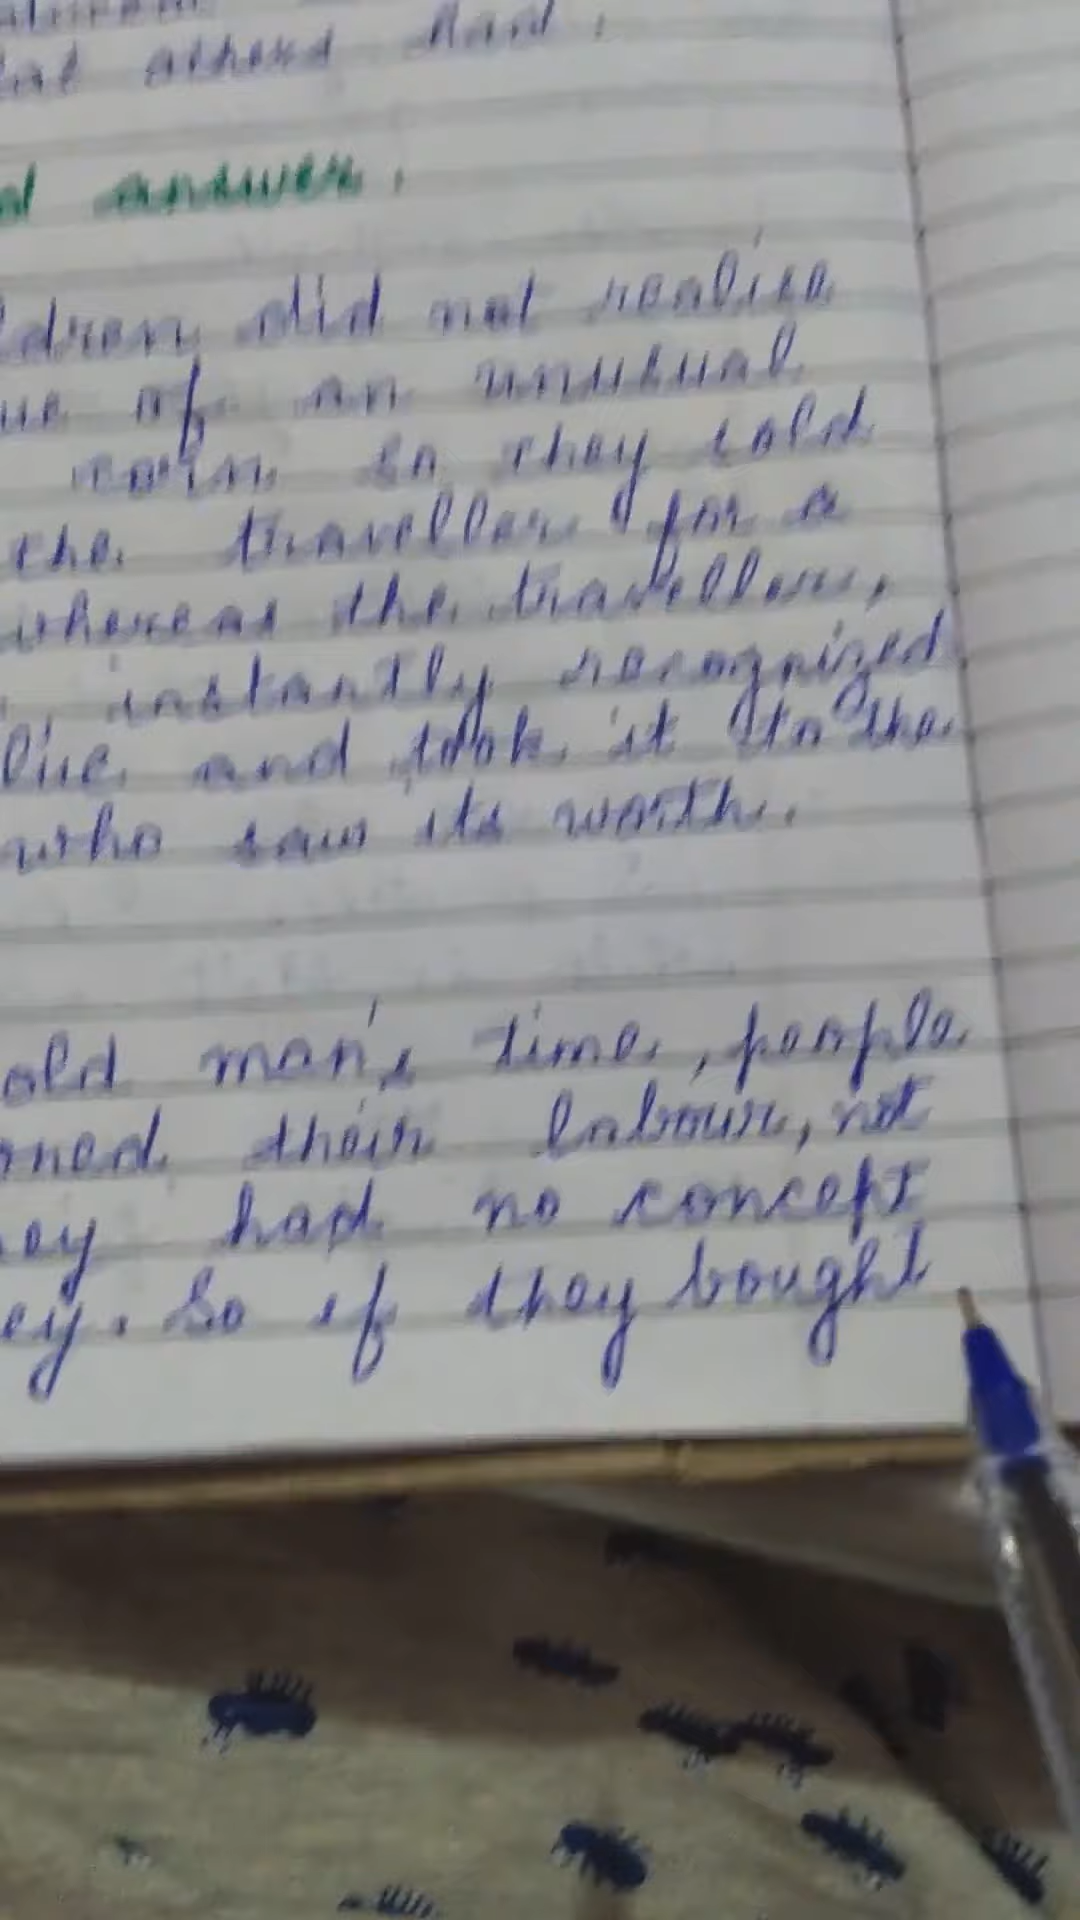 others had.
answer.
did not realise
of an unusual
so they sold
the traveller for a
whereas the traveller,
instantly recognized
and took it to the
who saw its worth.
old man's time, people
their labour, not
had no concept
So if they bought